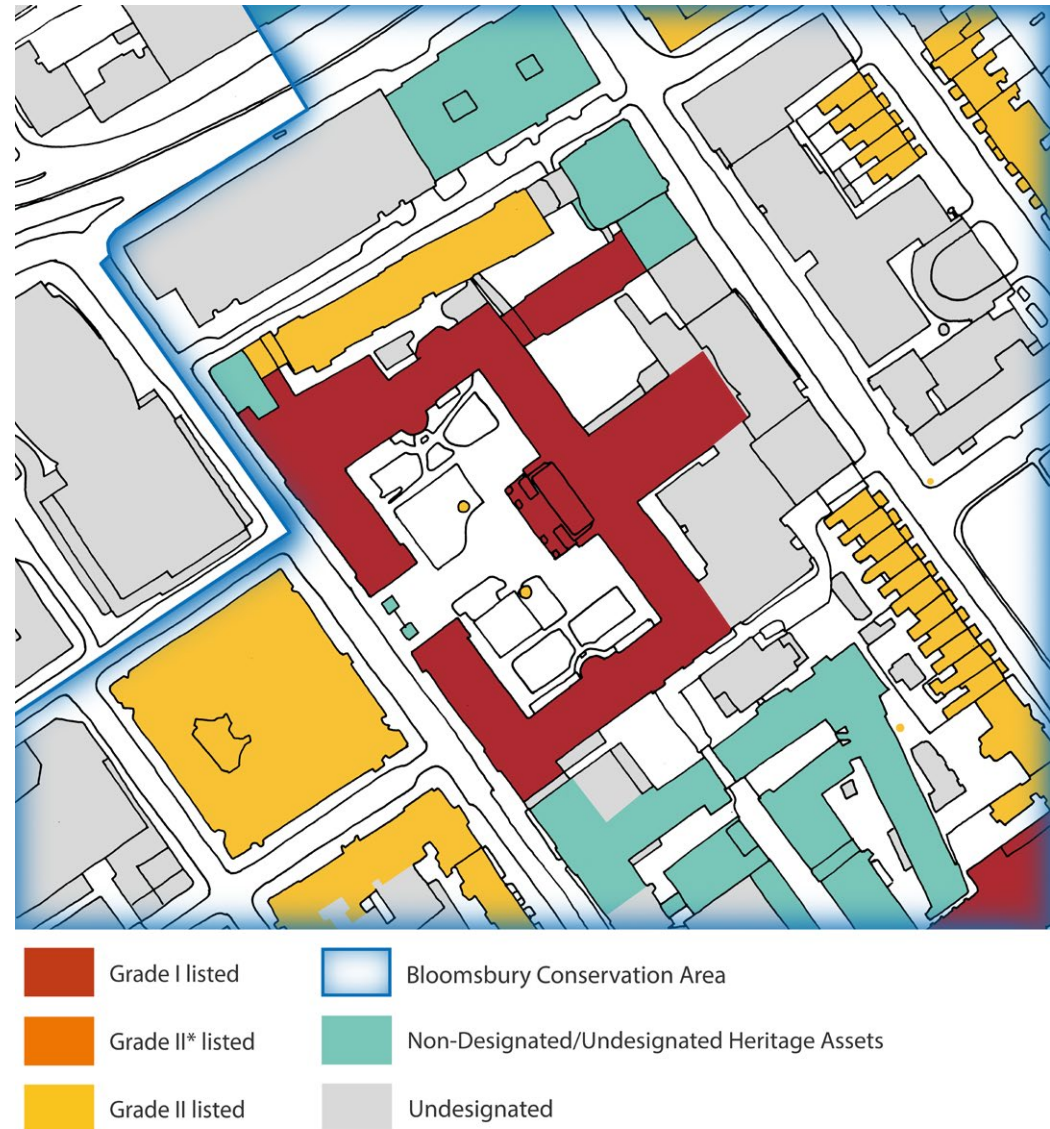 Grade I listed
Bloomsbury Conservation Area
Grade II* listed
Non-Designated/Undesignated Heritage Assets
Grade II listed
Undesignated